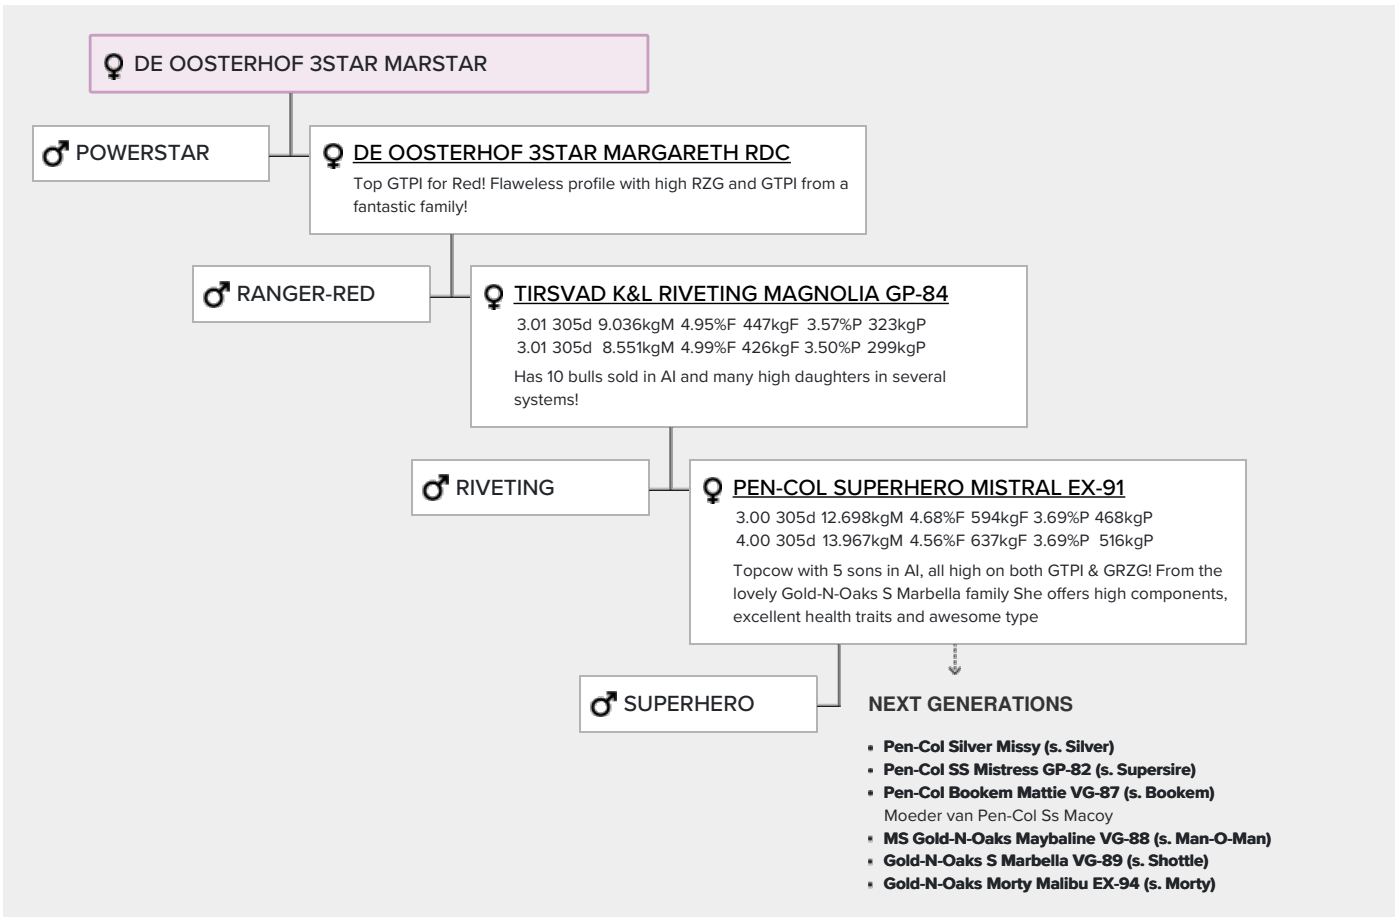 DE OOSTERHOF 3STAR MARSTAR
POWERSTAR
DE OOSTERHOF 3STAR MARGARETH RDC
Top GTPI for Red! Flaweless profile with high RZG and GTPI from a
fantastic family!
RANGER-RED
TIRSVAD K&L RIVETING MAGNOLIA GP-84
3.01 305d 9.036kgM 4.95%F 447kgF 3.57%P 323kgP
3.01 305d 8.551kgM 4.99%F 426kgF 3.50%P 299kgP
Has 10 bulls sold in AI and many high daughters in several
systems!
RIVETING
PEN-COL SUPERHERO MISTRAL EX-91
3.00 305d 12.698kgM 4.68%F 594kgF 3.69%P 468kgP
4.00 305d 13.967kgM 4.56%F 637kgF 3.69%P 516kgP
Topcow with 5 sons in AI, all high on both GTPI & GRZG! From the
lovely Gold-N-Oaks S Marbella family She offers high components,
excellent health traits and awesome type
SUPERHERO
NEXT GENERATIONS
• Pen-Col Silver Missy (s. Silver)
• Pen-Col SS Mistress GP-82 (s. Supersire)
• Pen-Col Bookem Mattie VG-87 (s. Bookem)
Moeder van Pen-Col Ss Macoy
• MS Gold-N-Oaks Maybaline VG-88 (s. Man-O-Man)
• Gold-N-Oaks S Marbella VG-89 (s. Shottle)
• Gold-N-Oaks Morty Malibu EX-94 (s. Morty)